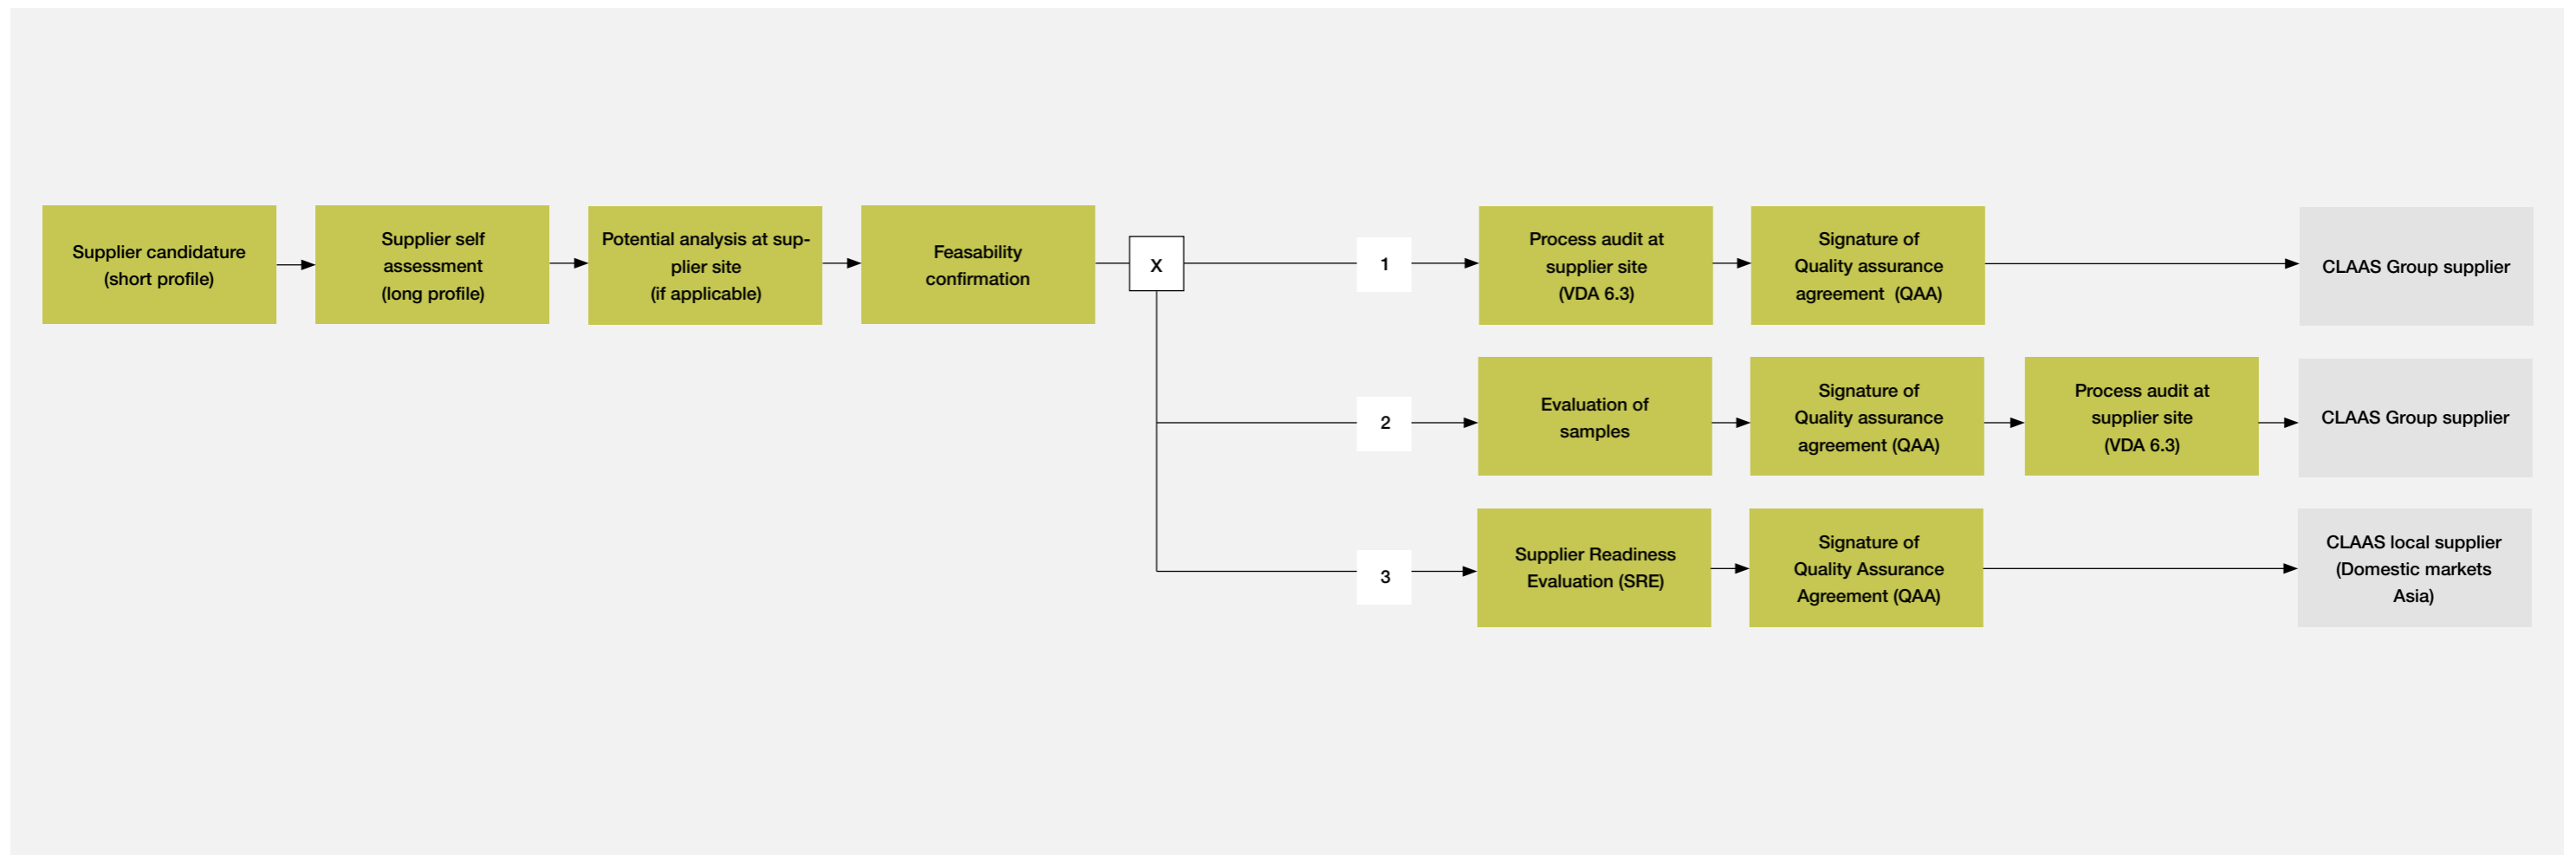 Supplier candidature
(short profile)
Supplier self
assessment
(long profile)
Potential analysis at sup-
plier site
(if applicable)
Feasability
confirmation
X
1
Process audit at
supplier site
(VDA 6.3)
Signature of
Quality assurance
agreement  (QAA)
CLAAS Group supplier
2
Evaluation of
samples
Signature of
Quality assurance
agreement (QAA)
Process audit at
supplier site
(VDA 6.3)
CLAAS Group supplier
3
Supplier Readiness
Evaluation (SRE)
Signature of
Quality Assurance
Agreement (QAA)
CLAAS local supplier
(Domestic markets
Asia)